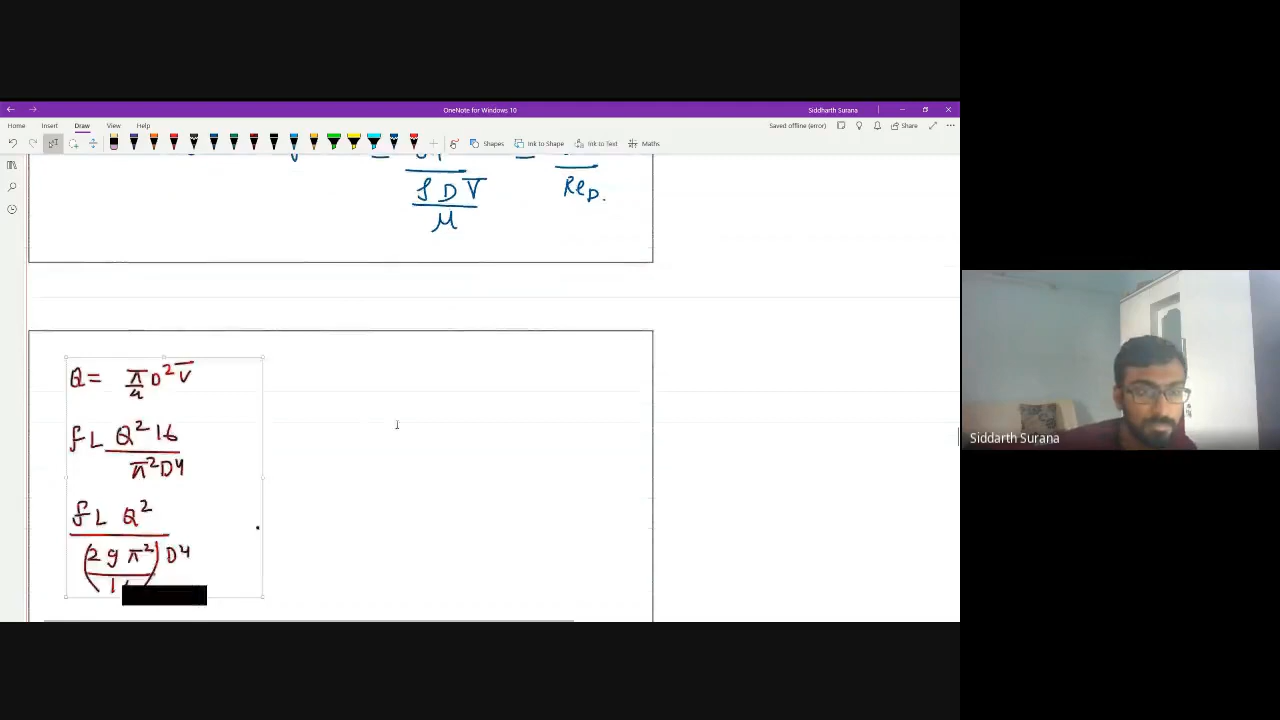 OneNote for Windows 10
Siddharth Surana
Home Insert Draw View Help
Saved offline (error)
Share
Shapes
Ink to Shape
Ink to Text
Maths
ρ D V̅
μ
Re_D.
Q = π/4 D² V̅
f L Q² 16
π² D⁴
f L Q²
(2 g π²) D⁴
Siddarth Surana